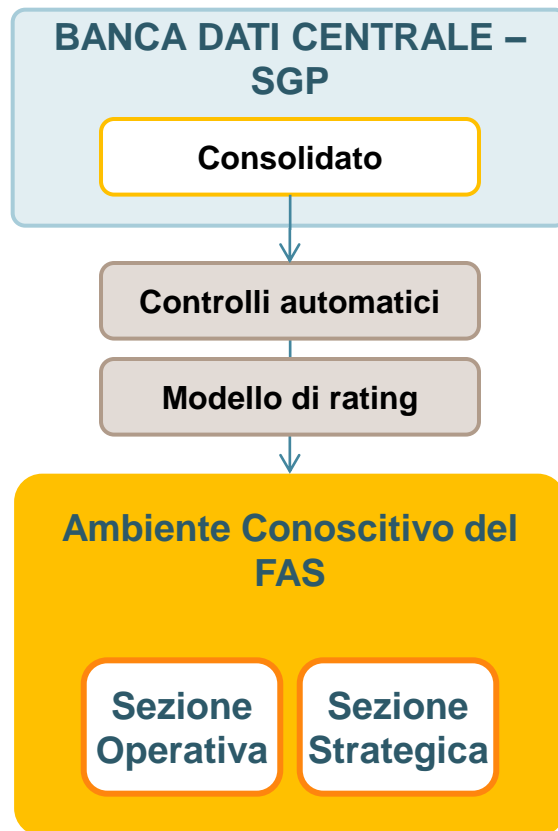 BANCA DATI CENTRALE –
SGP
Consolidato
Controlli automatici
Modello di rating
Ambiente Conoscitivo del
FAS
Sezione
Operativa
Sezione
Strategica